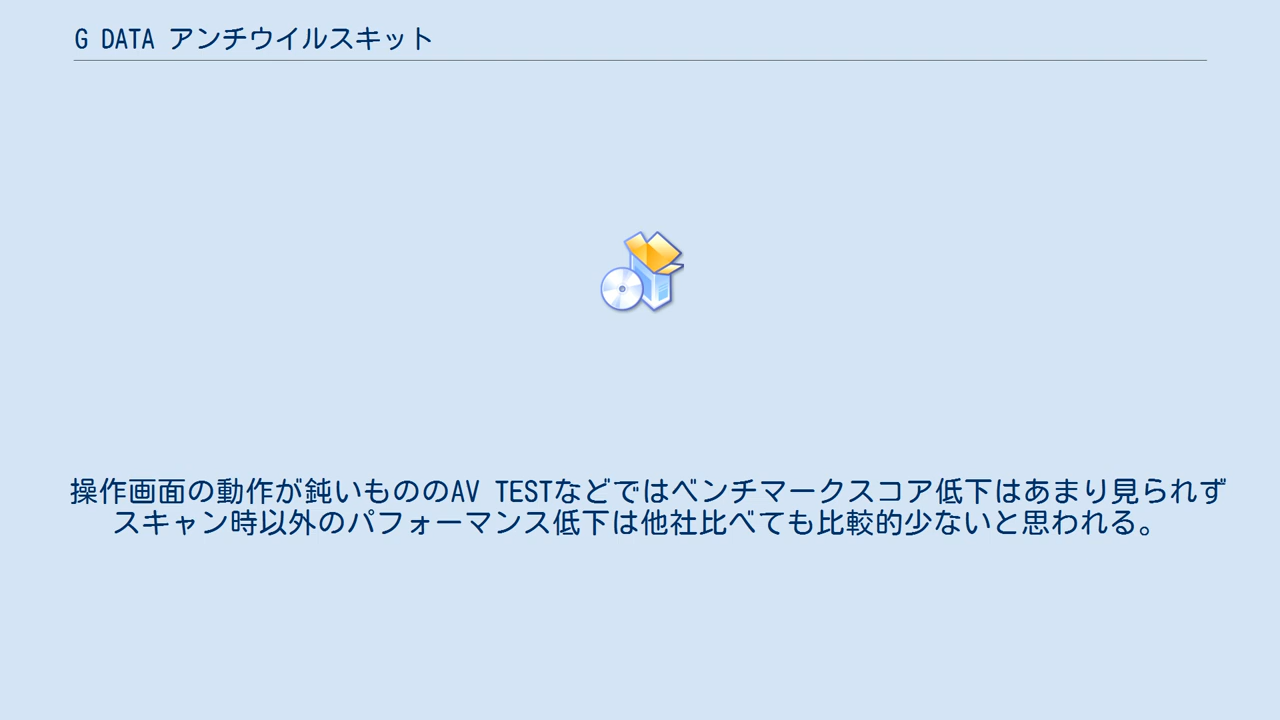 G DATA アンチウイルスキット
操作画面の動作が鈍いもののAV TESTなどではベンチマークスコア低下はあまり見られず
スキャン時以外のパフォーマンス低下は他社比べても比較的少ないと思われる。